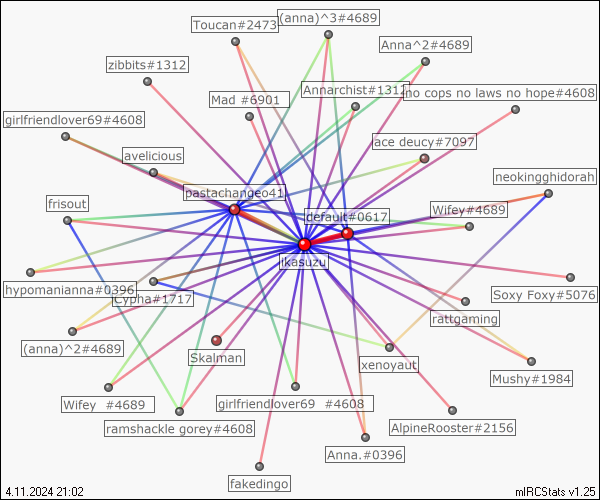 Toucan#2473
(anna)^3#4689
Anna^2#4689
zibbits#1312
Mad #6901
Annarchist#1312
no cops no laws no hope#4608
girlfriendlover69#4608
ace deucy#7097
avelicious
neokingghidorah
pastachangeo41
frisout
default#0617
Wifey#4689
ikasuzu
hypomanianna#0396
Cypha#1717
Soxy Foxy#5076
rattgaming
(anna)^2#4689
Skalman
xenoyaut
Mushy#1984
Wifey #4689
girlfriendlover69 #4608
ramshackle gorey#4608
AlpineRooster#2156
Anna.#0396
fakedingo
4.11.2024 21:02
mIRCStats v1.25